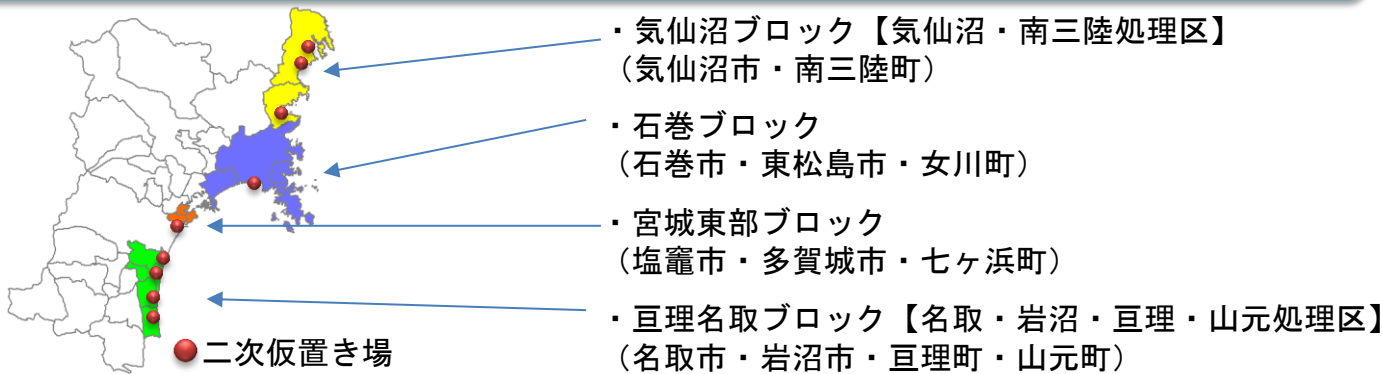 ・気仙沼ブロック【気仙沼・南三陸処理区】
（気仙沼市・南三陸町）
・石巻ブロック
（石巻市・東松島市・女川町）
・宮城東部ブロック
（塩竈市・多賀城市・七ヶ浜町）
・亘理名取ブロック【名取・岩沼・亘理・山元処理区】
（名取市・岩沼市・亘理町・山元町）
二次仮置き場